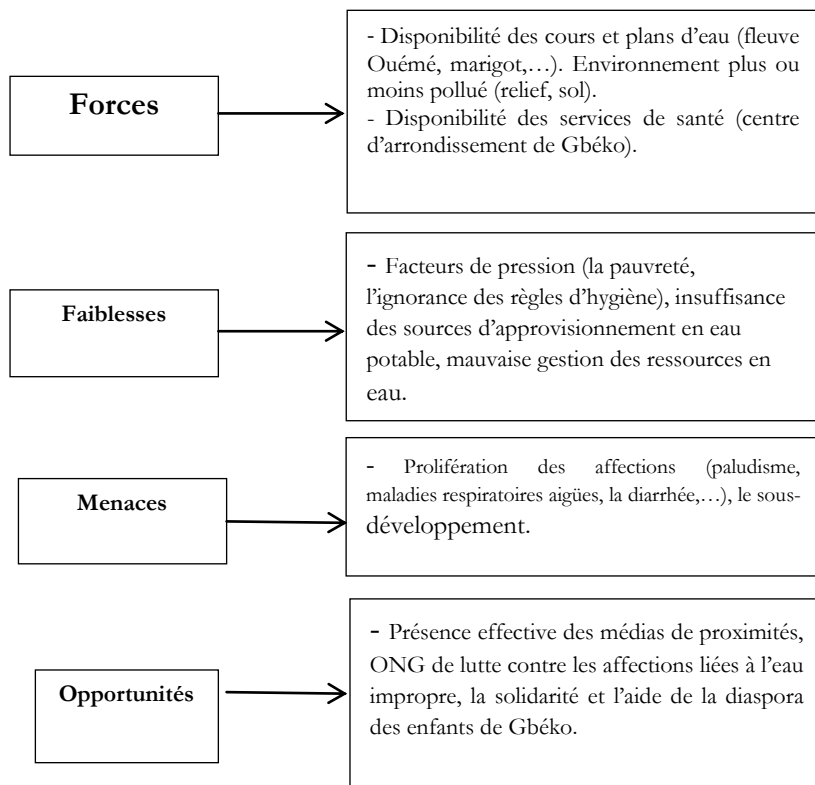 Forces
- Disponibilité des cours et plans d’eau (fleuve
Ouémé, marigot,…). Environnement plus ou
moins pollué (relief, sol).
- Disponibilité des services de santé (centre
d’arrondissement de Gbéko).
Faiblesses
- Facteurs de pression (la pauvreté,
l’ignorance des règles d’hygiène), insuffisance
des sources d’approvisionnement en eau
potable, mauvaise gestion des ressources en
eau.
Menaces
- Prolifération des affections (paludisme,
maladies respiratoires aigües, la diarrhée,…), le sous-
développement.
Opportunités
- Présence effective des médias de proximités,
ONG de lutte contre les affections liées à l’eau
impropre, la solidarité et l’aide de la diaspora
des enfants de Gbéko.